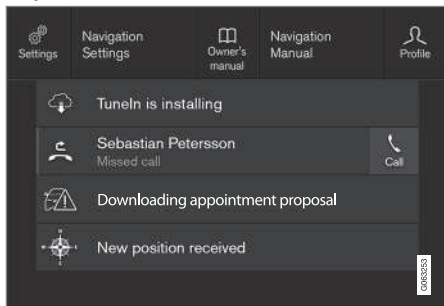 Settings
Navigation
Settings
Owner's
manual
Navigation
Manual
Profile
TuneIn is installing
Sebastian Petersson
Missed call
Call
Downloading appointment proposal
New position received
G063253